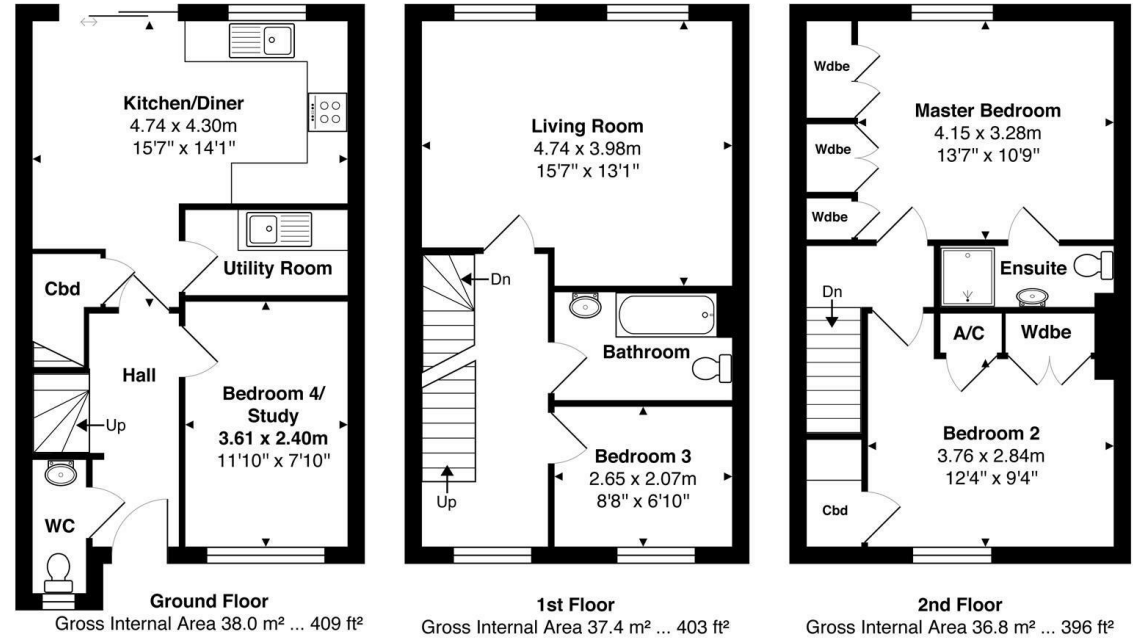 Kitchen/Diner
4.74 x 4.30m
15'7" x 14'1"
Utility Room
Cbd
Hall
Up
Bedroom 4/
Study
3.61 x 2.40m
11'10" x 7'10"
WC
Ground Floor
Gross Internal Area 38.0 m² ... 409 ft²
Living Room
4.74 x 3.98m
15'7" x 13'1"
Dn
Bathroom
Up
Bedroom 3
2.65 x 2.07m
8'8" x 6'10"
1st Floor
Gross Internal Area 37.4 m² ... 403 ft²
Wdbe
Wdbe
Wdbe
Master Bedroom
4.15 x 3.28m
13'7" x 10'9"
Ensuite
Dn
A/C
Wdbe
Bedroom 2
3.76 x 2.84m
12'4" x 9'4"
Cbd
2nd Floor
Gross Internal Area 36.8 m² ... 396 ft²